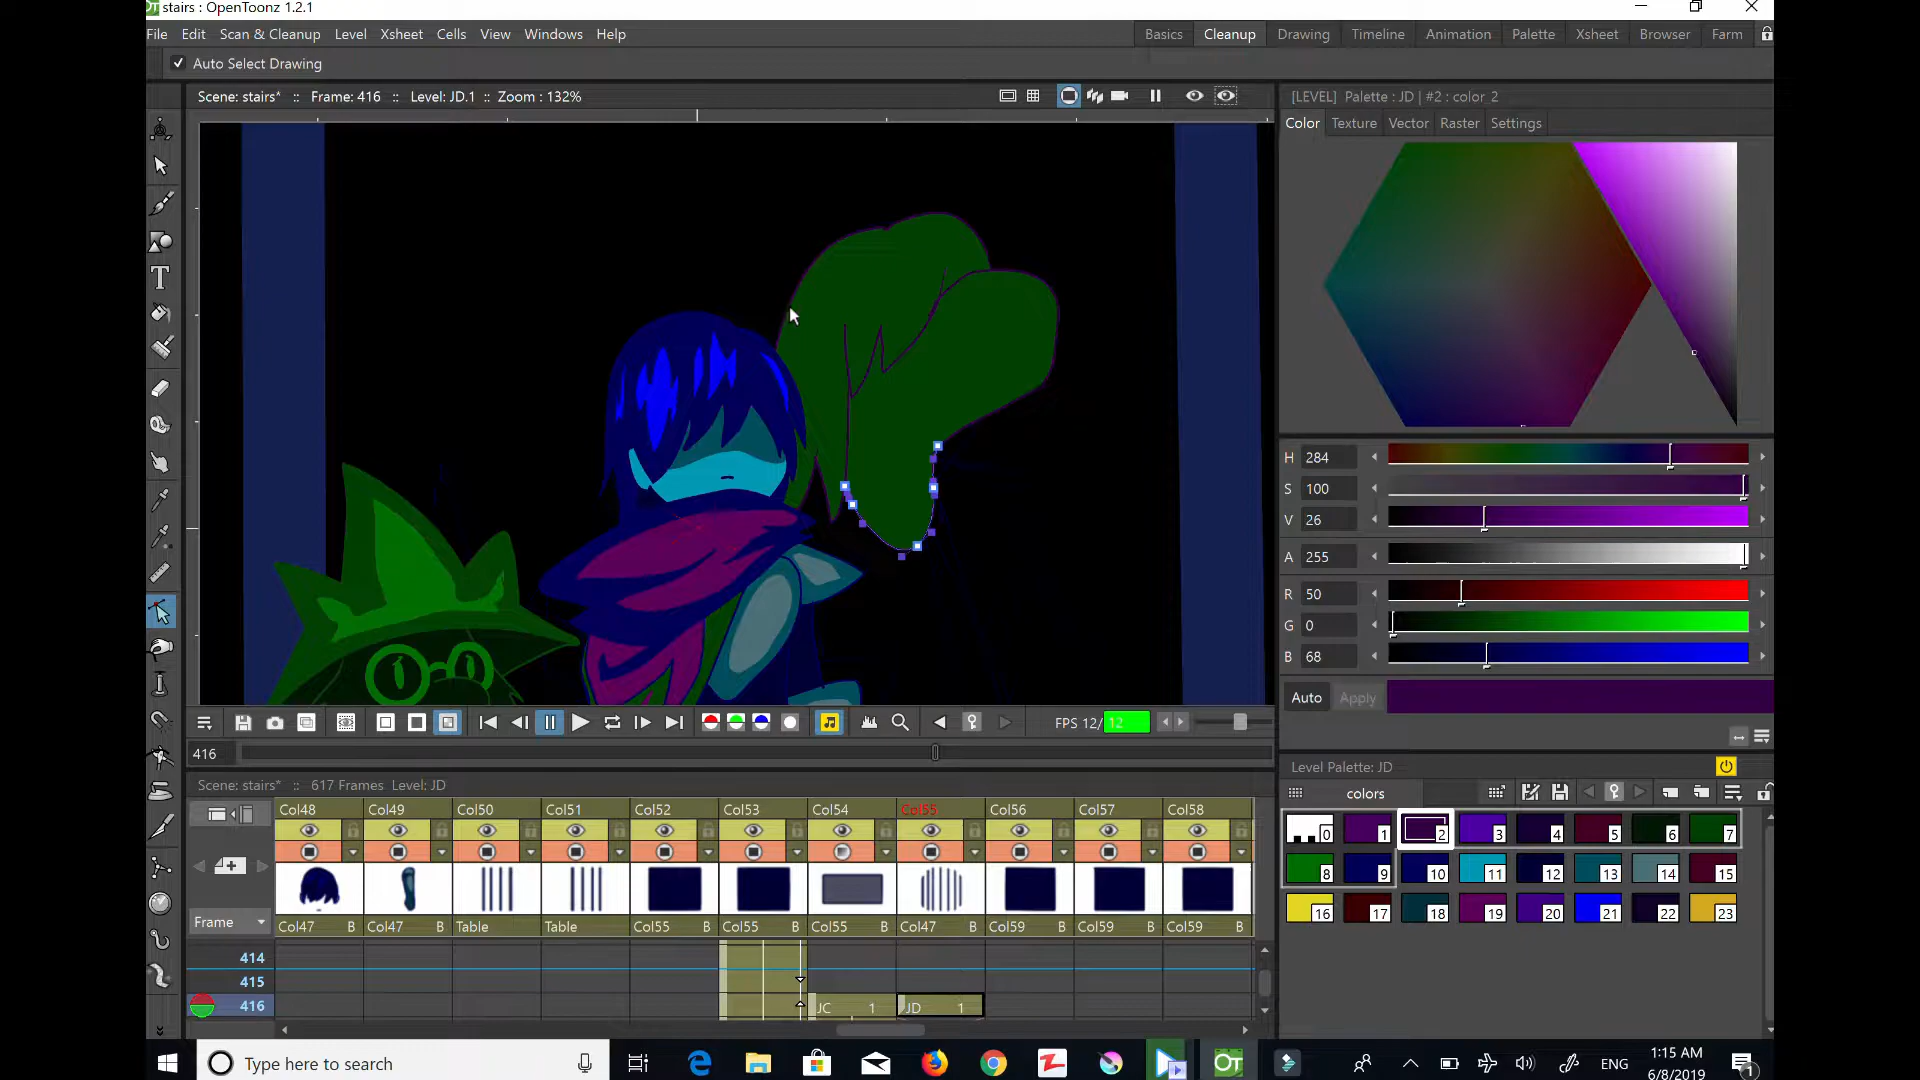 stairs : OpenToonz 1.2.1
File Edit Scan & Cleanup Level Xsheet Cells View Windows Help
Basics Cleanup Drawing Timeline Animation Palette Xsheet Browser Farm
Auto Select Drawing
Scene: stairs* :: Frame: 416 :: Level: JD.1 :: Zoom : 132%
[LEVEL] Palette : JD | #2 : color_2
Color Texture Vector Raster Settings
H 284
S 100
V 26
A 255
R 50
G 0
B 68
Auto Apply
FPS 12/12
416
Scene: stairs* :: 617 Frames Level: JD
Level Palette: JD
colors
Col48 Col49 Col50 Col51 Col52 Col53 Col54 Col55 Col56 Col57 Col58
0 1 2 3 4 5 6 7
8 9 10 11 12 13 14 15
16 17 18 19 20 21 22 23
Frame
Col47 B Col47 B Table Table Col55 B Col55 B Col55 B Col47 B Col59 B Col59 B Col59 B
414
415
416 JC 1 JD 1
Type here to search
ENG
1:15 AM
6/8/2019
1